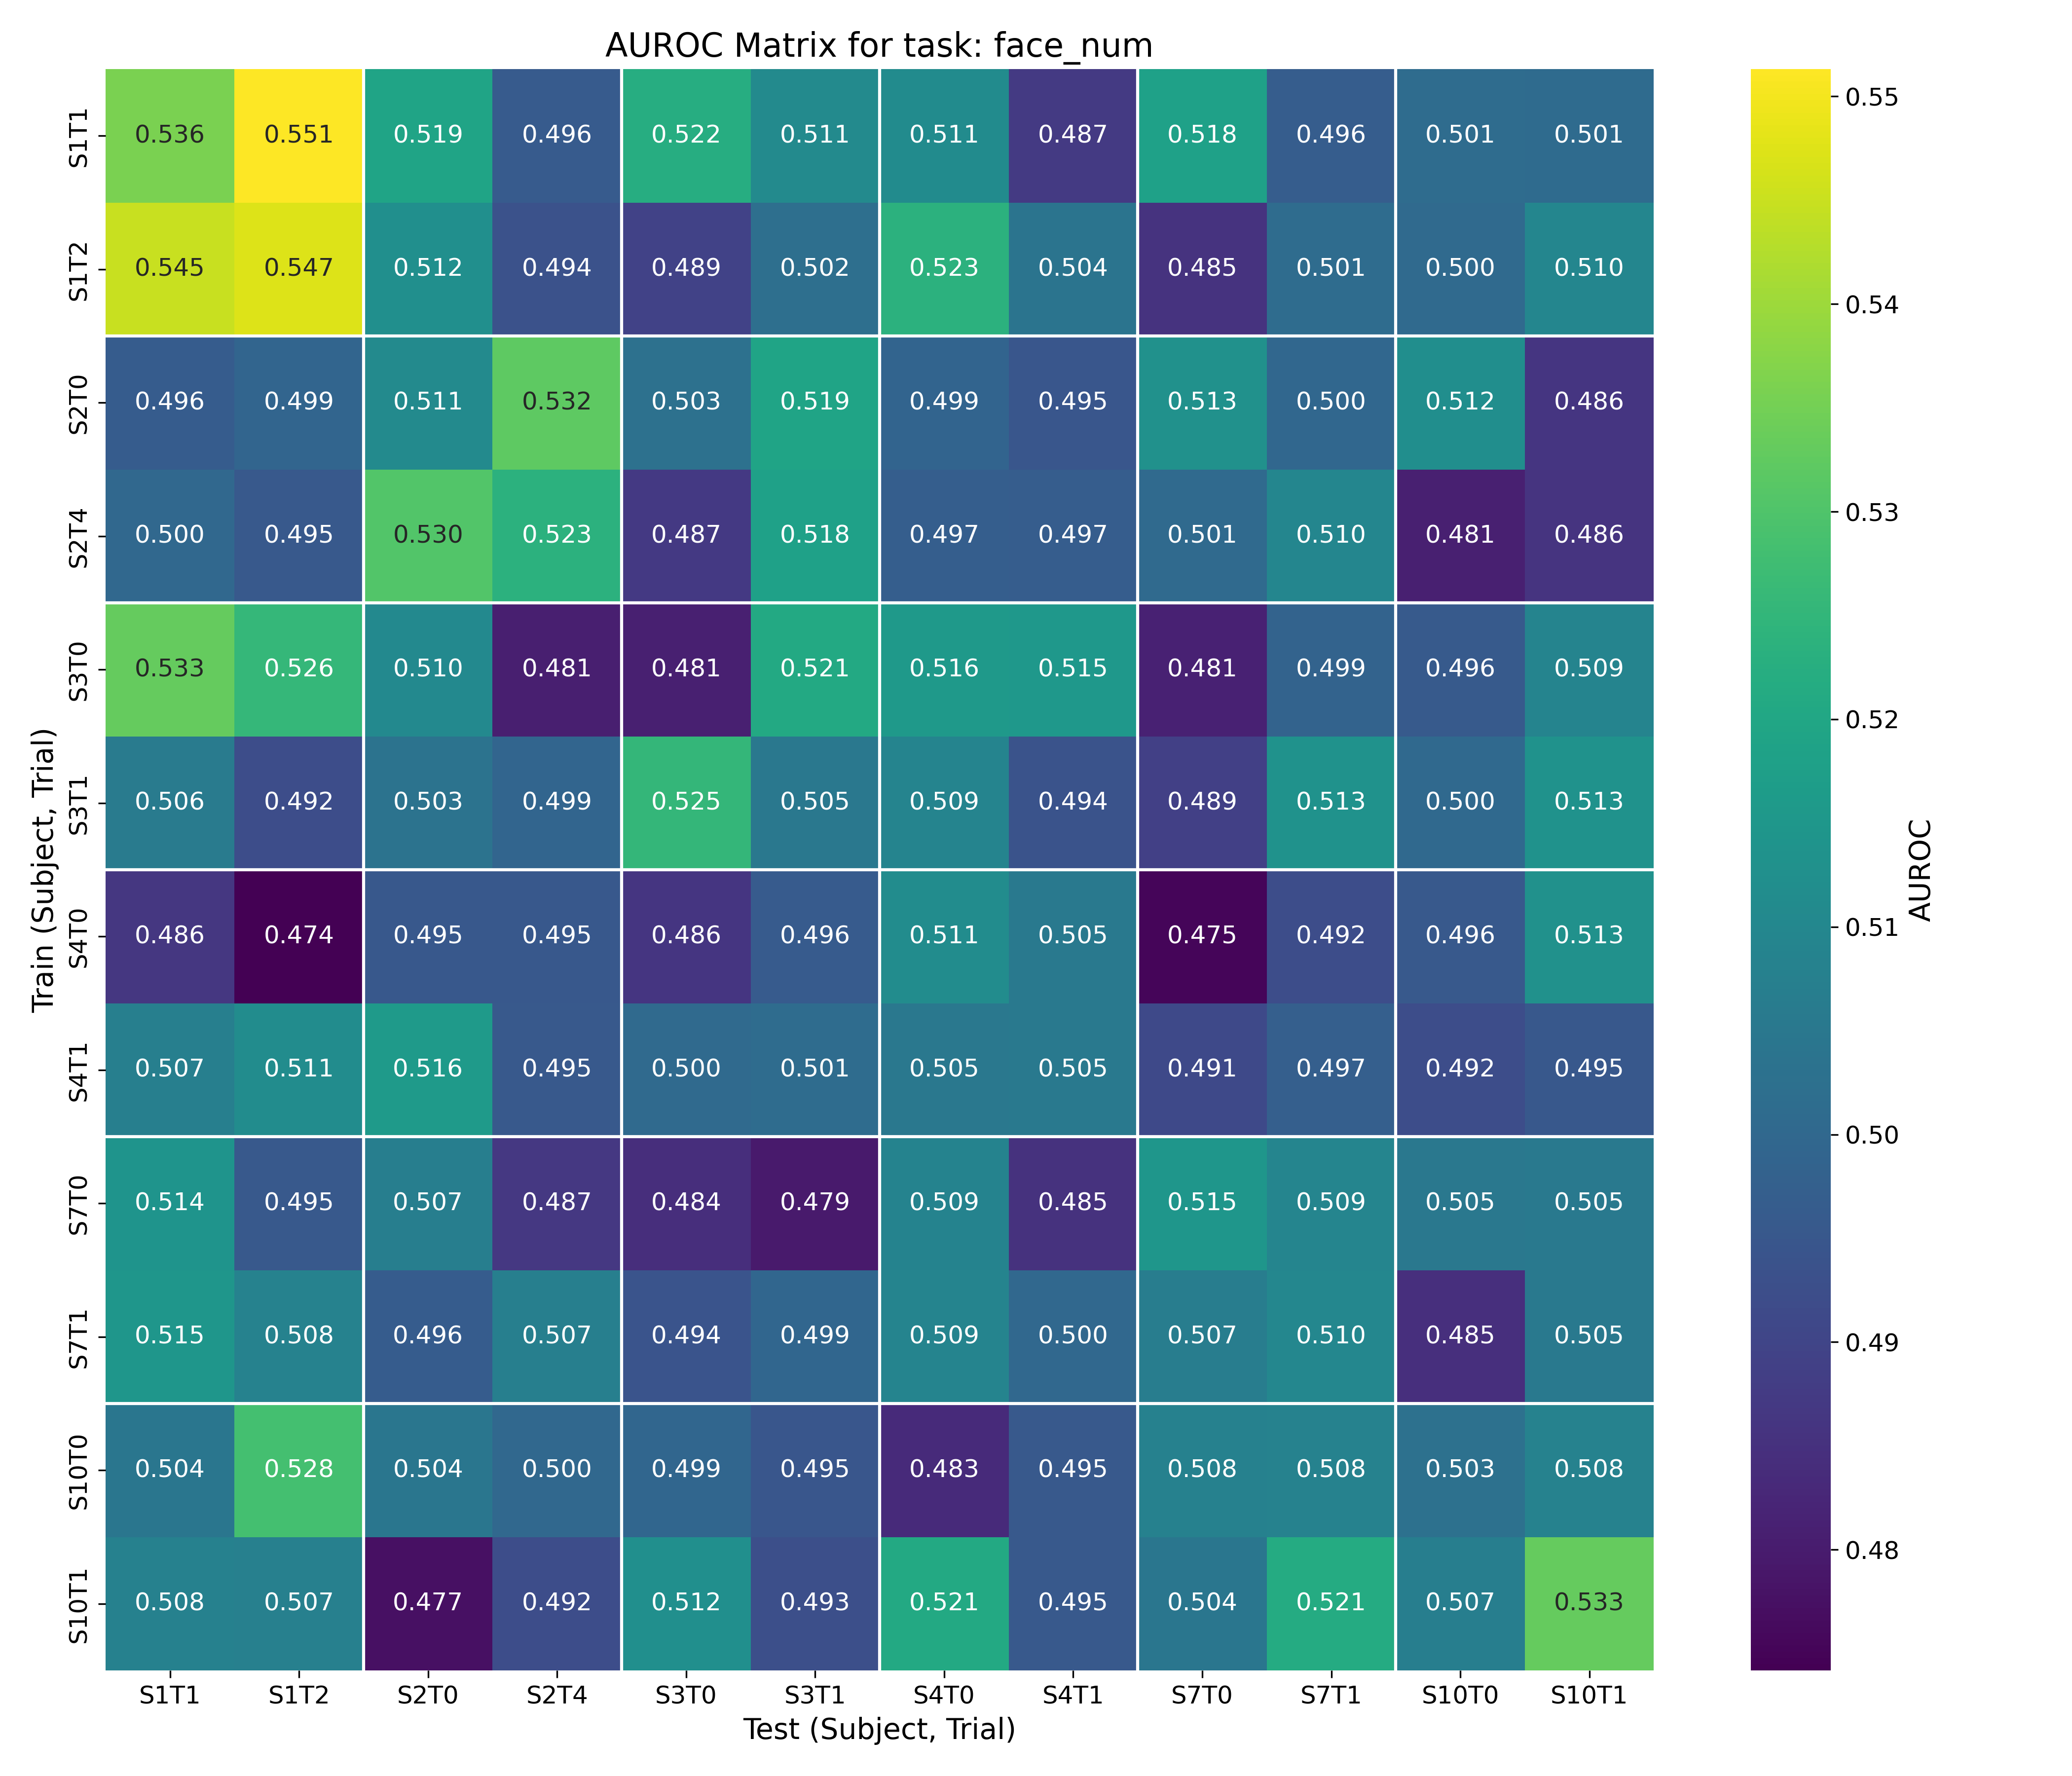 AUROC Matrix for task: face_num
S1T1 0.536 0.551 0.519 0.496 0.522 0.511 0.511 0.487 0.518 0.496 0.501 0.501
S1T2 0.545 0.547 0.512 0.494 0.489 0.502 0.523 0.504 0.485 0.501 0.500 0.510
S2T0 0.496 0.499 0.511 0.532 0.503 0.519 0.499 0.495 0.513 0.500 0.512 0.486
S2T4 0.500 0.495 0.530 0.523 0.487 0.518 0.497 0.497 0.501 0.510 0.481 0.486
S3T0 0.533 0.526 0.510 0.481 0.481 0.521 0.516 0.515 0.481 0.499 0.496 0.509
S3T1 0.506 0.492 0.503 0.499 0.525 0.505 0.509 0.494 0.489 0.513 0.500 0.513
S4T0 0.486 0.474 0.495 0.495 0.486 0.496 0.511 0.505 0.475 0.492 0.496 0.513
S4T1 0.507 0.511 0.516 0.495 0.500 0.501 0.505 0.505 0.491 0.497 0.492 0.495
S7T0 0.514 0.495 0.507 0.487 0.484 0.479 0.509 0.485 0.515 0.509 0.505 0.505
S7T1 0.515 0.508 0.496 0.507 0.494 0.499 0.509 0.500 0.507 0.510 0.485 0.505
S10T0 0.504 0.528 0.504 0.500 0.499 0.495 0.483 0.495 0.508 0.508 0.503 0.508
S10T1 0.508 0.507 0.477 0.492 0.512 0.493 0.521 0.495 0.504 0.521 0.507 0.533
S1T1 S1T2 S2T0 S2T4 S3T0 S3T1 S4T0 S4T1 S7T0 S7T1 S10T0 S10T1
Test (Subject, Trial)
Train (Subject, Trial)
0.55
0.54
0.53
0.52
0.51
0.50
0.49
0.48
AUROC